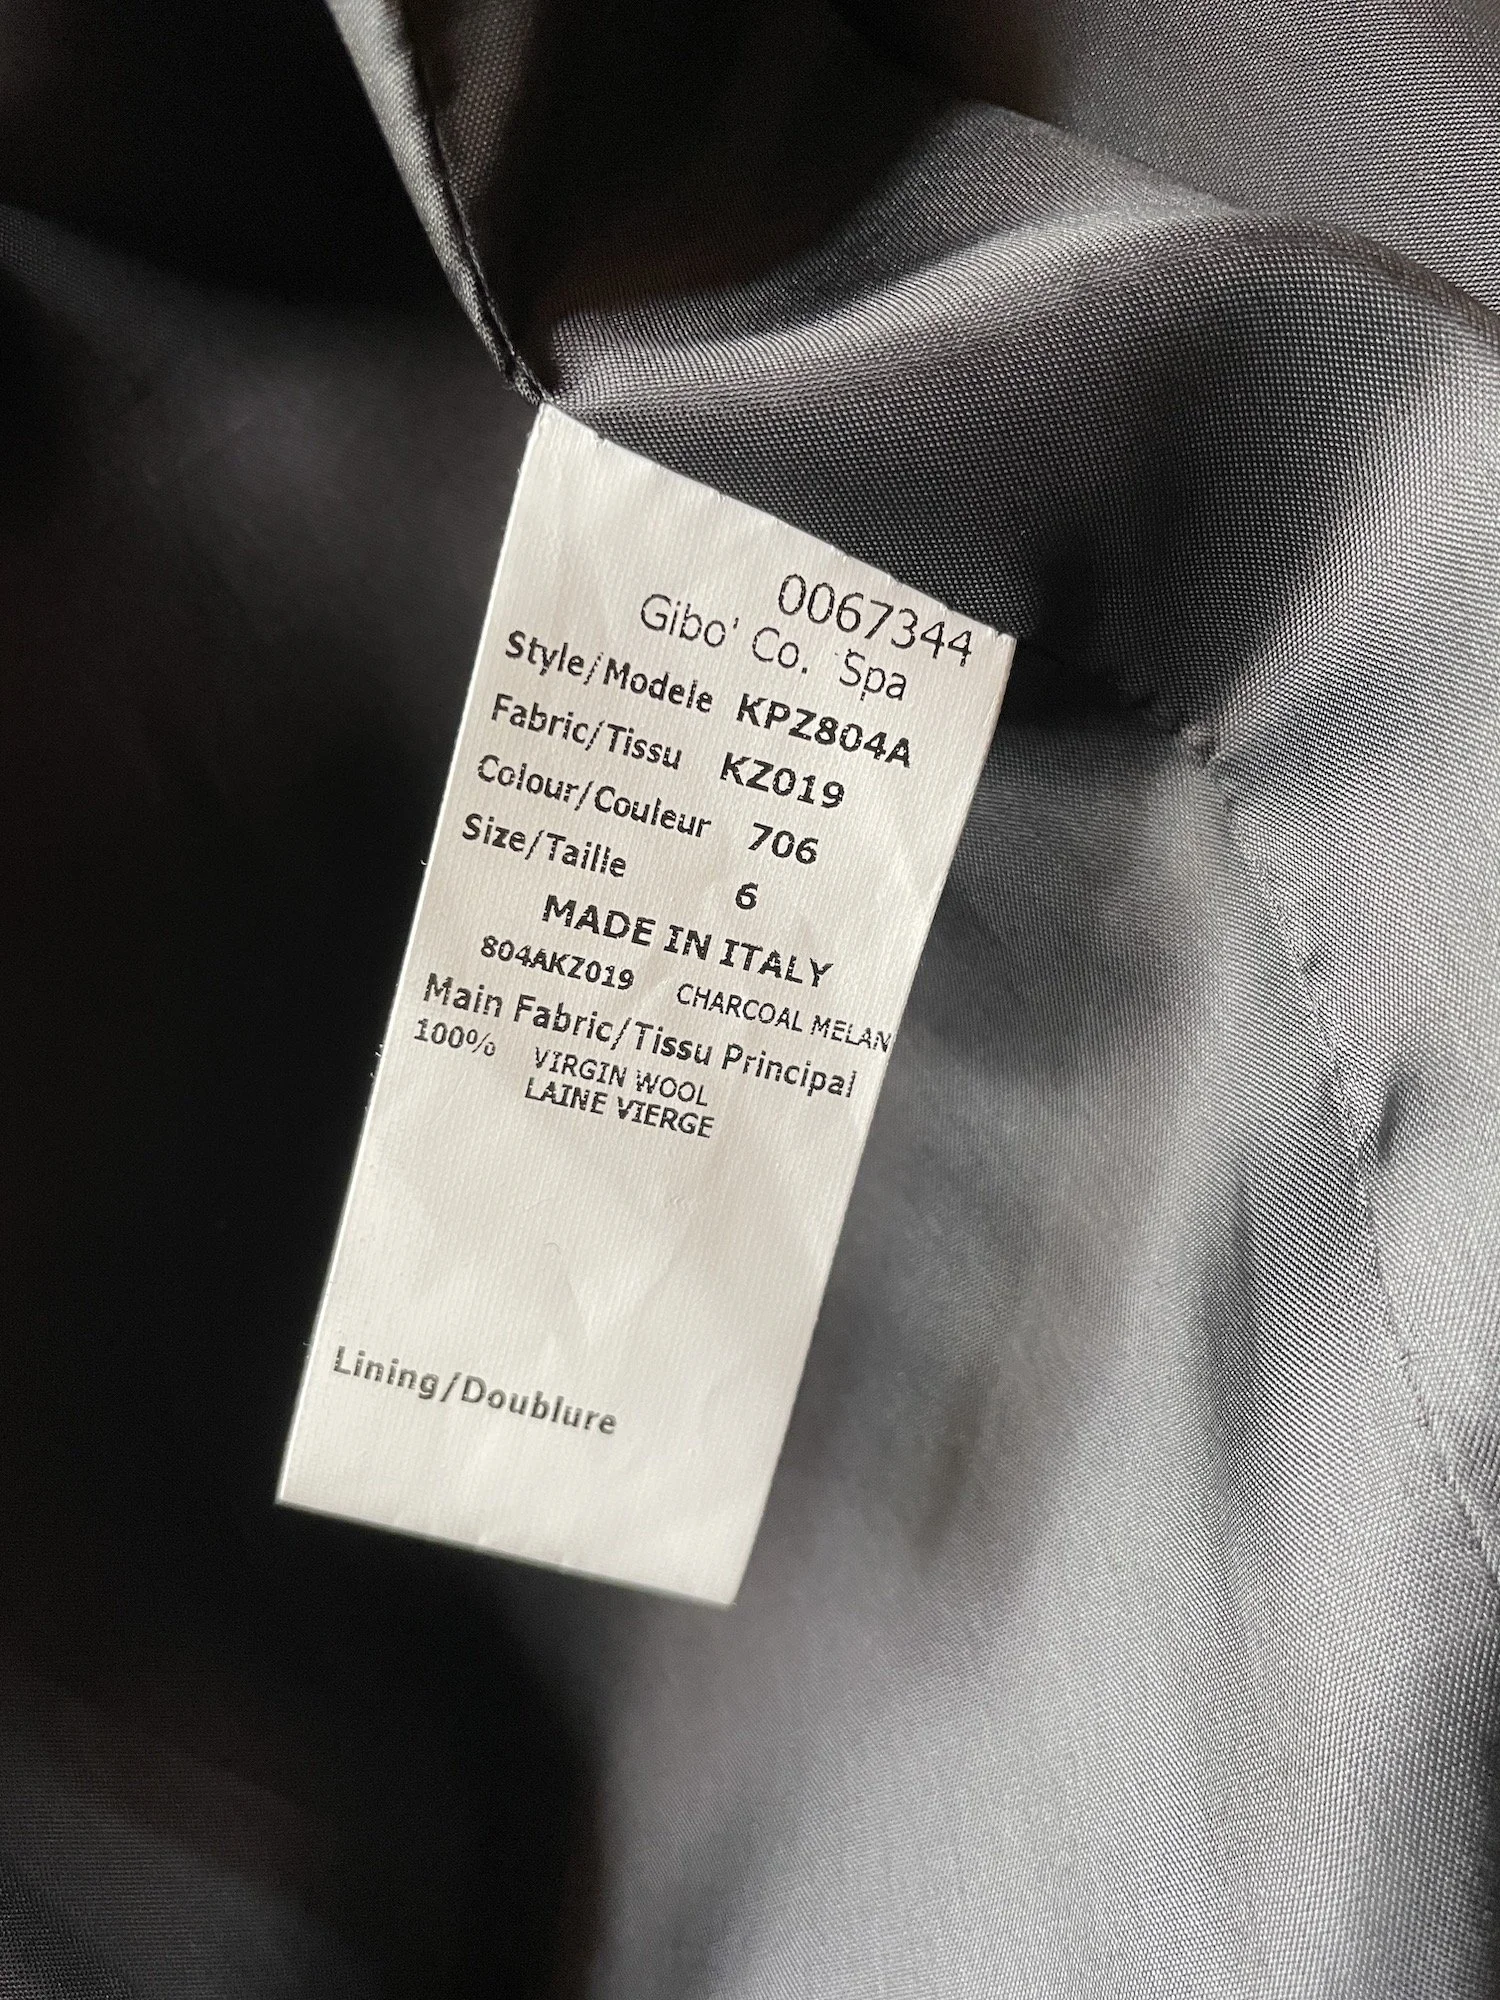 0067344
Gibo' Co. Spa
Style/Modele KPZ804A
Fabric/Tissu KZ019
Colour/Couleur 706
Size/Taille 6
MADE IN ITALY
804AKZ019 CHARCOAL MELAN
Main Fabric/Tissu Principal
100% VIRGIN WOOL
LAINE VIERGE
Lining/Doublure